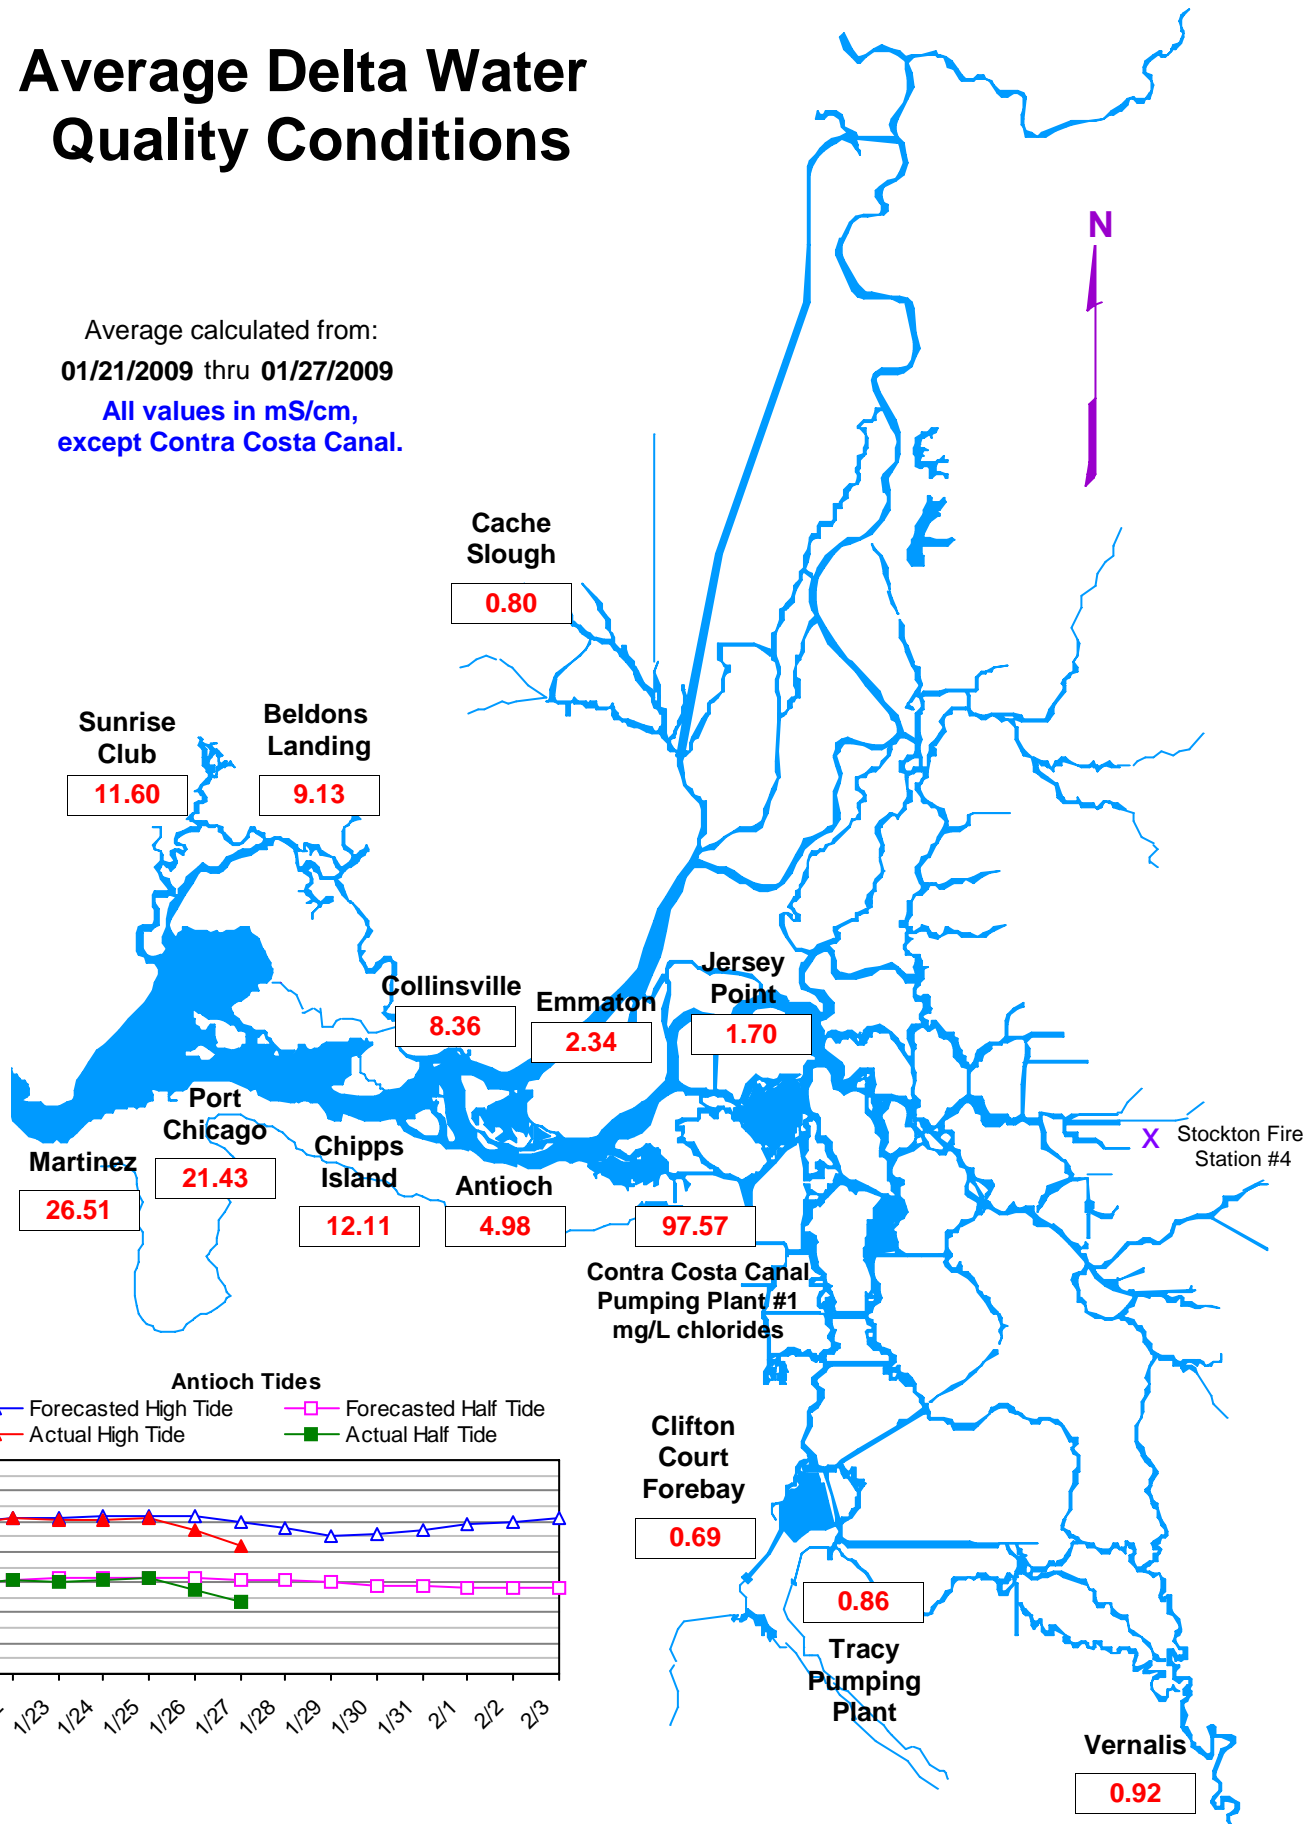 Average Delta Water
Quality Conditions
N
Average calculated from:
01/21/2009 thru 01/27/2009
All values in mS/cm,
except Contra Costa Canal.
Cache
Slough
0.80
Sunrise
Club
11.60
Beldons
Landing
9.13
Collinsville
8.36
Emmaton
2.34
Jersey
Point
1.70
Port
Chicago
21.43
Martinez
26.51
Chipps
Island
12.11
Antioch
4.98
97.57
Contra Costa Canal
Pumping Plant #1
mg/L chlorides
X Stockton Fire
Station #4
Antioch Tides
Forecasted High Tide
Forecasted Half Tide
Actual High Tide
Actual Half Tide
1/23
1/24
1/25
1/26
1/27
1/28
1/29
1/30
1/31
2/1
2/2
2/3
Clifton
Court
Forebay
0.69
0.86
Tracy
Pumping
Plant
Vernalis
0.92